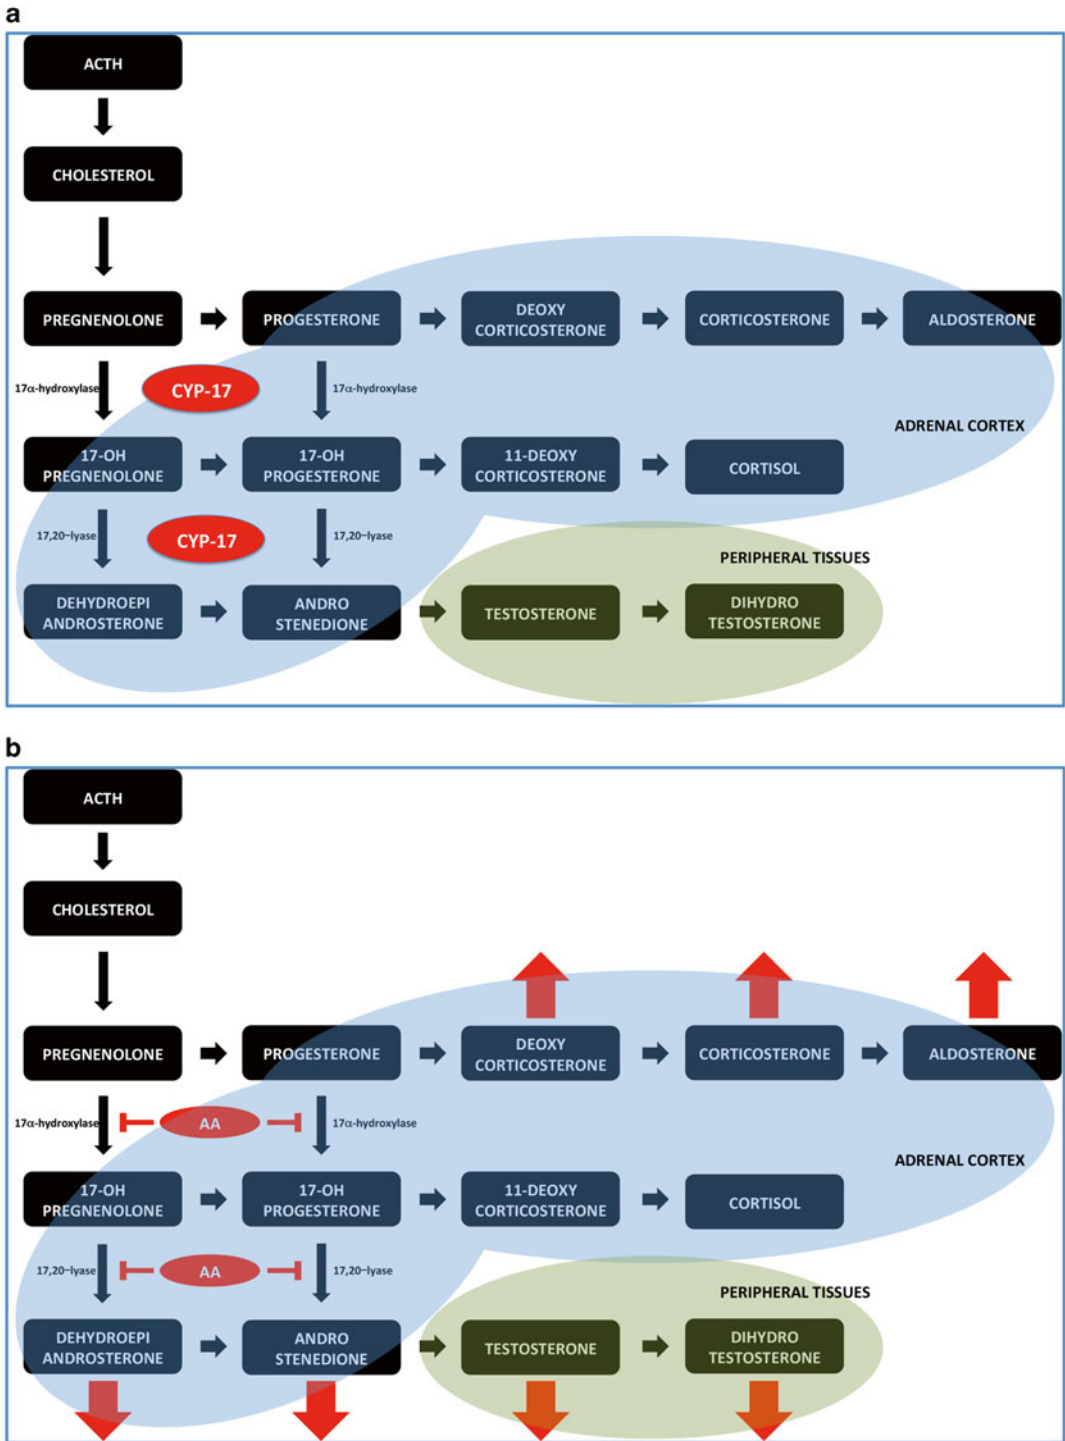 a
ACTH
CHOLESTEROL
PREGNENOLONE
PROGESTERONE
DEOXY
CORTICOSTERONE
CORTICOSTERONE
ALDOSTERONE
17α-hydroxylase
CYP-17
17α-hydroxylase
ADRENAL CORTEX
17-OH
PREGNENOLONE
17-OH
PROGESTERONE
11-DEOXY
CORTICOSTERONE
CORTISOL
17,20-lyase
CYP-17
17,20-lyase
PERIPHERAL TISSUES
DEHYDROEPI
ANDROSTERONE
ANDRO
STENEDIONE
TESTOSTERONE
DIHYDRO
TESTOSTERONE
b
ACTH
CHOLESTEROL
PREGNENOLONE
PROGESTERONE
DEOXY
CORTICOSTERONE
CORTICOSTERONE
ALDOSTERONE
17α-hydroxylase
AA
17α-hydroxylase
ADRENAL CORTEX
17-OH
PREGNENOLONE
17-OH
PROGESTERONE
11-DEOXY
CORTICOSTERONE
CORTISOL
17,20-lyase
AA
17,20-lyase
PERIPHERAL TISSUES
DEHYDROEPI
ANDROSTERONE
ANDRO
STENEDIONE
TESTOSTERONE
DIHYDRO
TESTOSTERONE